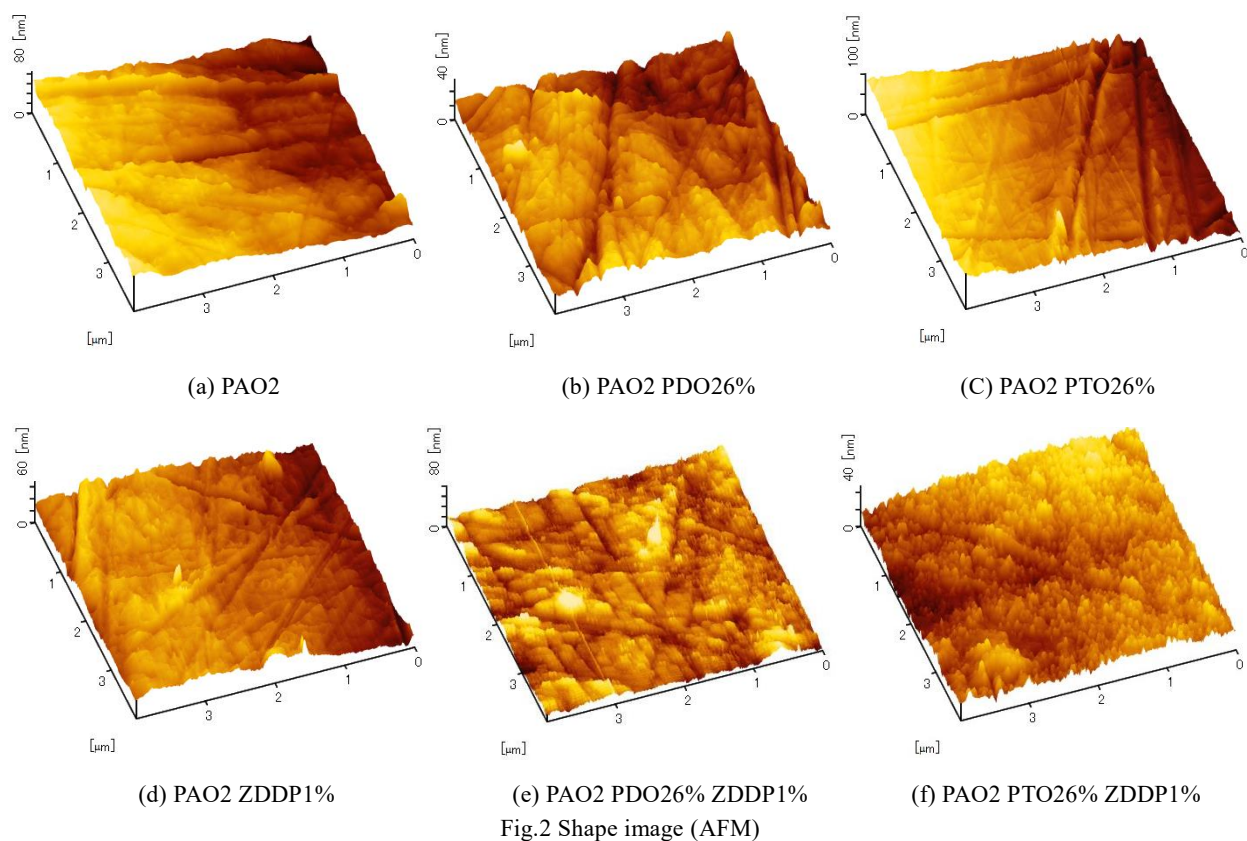 80 [nm]
0
1
2
3
3
2
1
0
[μm]
40 [nm]
0
1
2
3
3
2
1
0
[μm]
100 [nm]
0
1
2
3
3
2
1
0
[μm]
(a) PAO2
(b) PAO2 PDO26%
(C) PAO2 PTO26%
60 [nm]
0
1
2
3
3
2
1
0
[μm]
80 [nm]
0
1
2
3
3
2
1
0
[μm]
40 [nm]
0
1
2
3
3
2
1
0
[μm]
(d) PAO2 ZDDP1%
(e) PAO2 PDO26% ZDDP1%
(f) PAO2 PTO26% ZDDP1%
Fig.2 Shape image (AFM)